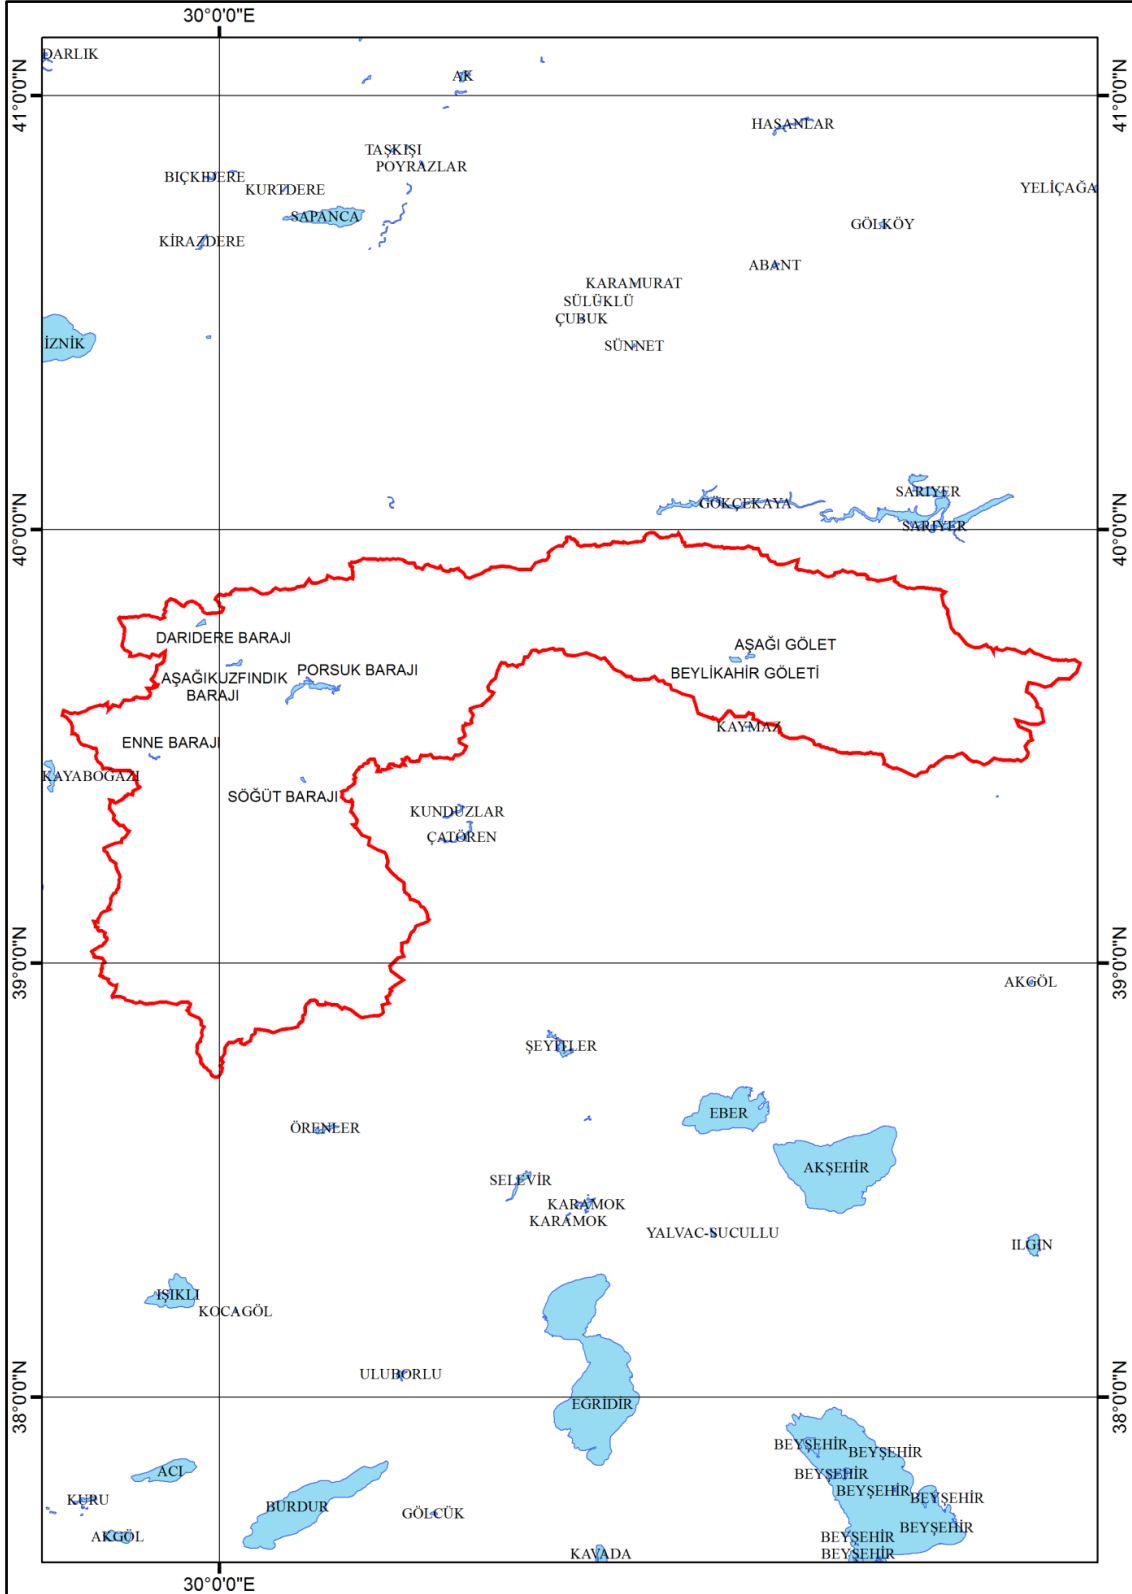 30°0'0"E
DARLIK
AK
41°0'0"N
41°0'0"N
HASANLAR
TAŞKIŞI
POYRAZLAR
BIÇKIDERE
KURTDERE
YELİÇAĞA
SAPANCA
GÖLKÖY
KİRAZDERE
ABANT
KARAMURAT
SÜLÜKLÜ
ÇUBUK
İZNİK
SÜNNET
SARIYER
GÖKÇEKAYA
SARIYER
40°0'0"N
40°0'0"N
DARIDERE BARAJI
AŞAĞI GÖLET
PORSUK BARAJI
BEYLİKAHİR GÖLETİ
AŞAĞIKUZFINDIK
BARAJI
KAYMAZ
ENNE BARAJI
KAYABOGAZI
SÖĞÜT BARAJI
KUNDUZLAR
ÇATÖREN
39°0'0"N
39°0'0"N
AKGÖL
ŞEYİTLER
EBER
ÖRENLER
AKŞEHİR
SELEVİR
KARAMOK
KARAMOK
YALVAC-SUCULLU
ILGIN
IŞIKLI
KOCAGÖL
ULUBORLU
38°0'0"N
EGRİDİR
38°0'0"N
BEYŞEHİR
BEYŞEHİR
ACI
BEYŞEHİR
BEYŞEHİR
KURU
BURDUR
BEYŞEHİR
GÖLCÜK
BEYŞEHİR
AKGÖL
BEYŞEHİR
KAVADA
BEYŞEHİR
30°0'0"E